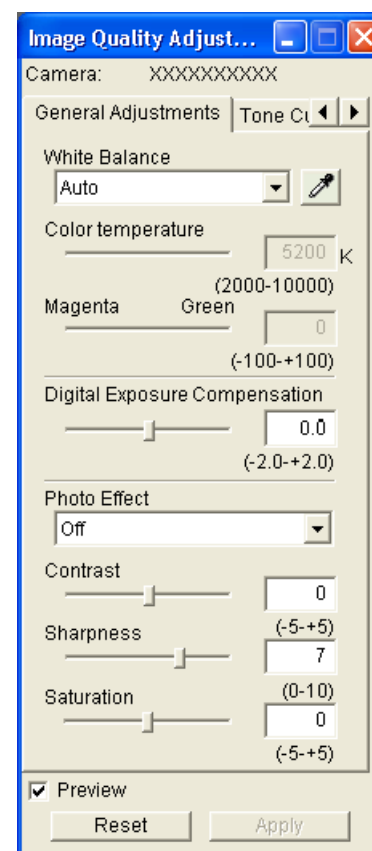 Image Quality Adjust...
Camera: XXXXXXXXXX
General Adjustments Tone Cu
White Balance
Auto
Color temperature
5200 K
(2000-10000)
Magenta Green
0
(-100-+100)
Digital Exposure Compensation
0.0
(-2.0-+2.0)
Photo Effect
Off
Contrast
0
(-5-+5)
Sharpness
7
(0-10)
Saturation
0
(-5-+5)
Preview
Reset Apply